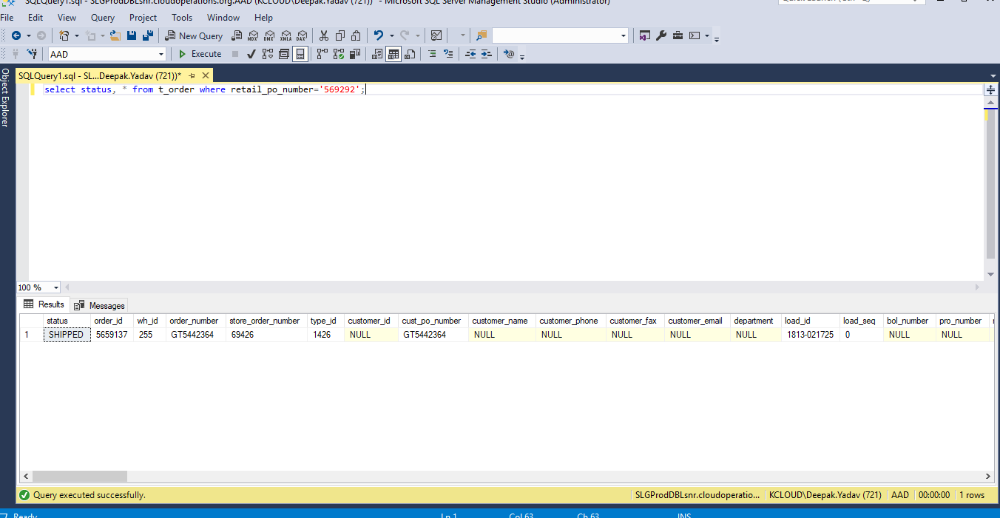 SQLQuery1.sql - SLGProdDBLsnr.cloudoperations.org.AAD (KCLOUD\Deepak.Yadav (721))* - Microsoft SQL Server Management Studio (Administrator)
File Edit View Query Project Tools Window Help
New Query MDX DMX XMLA DAX
AAD Execute
Object Explorer
SQLQuery1.sql - SL...Deepak.Yadav (721))*
select status, * from t_order where retail_po_number='569292';
100 %
Results Messages
status order_id wh_id order_number store_order_number type_id customer_id cust_po_number customer_name customer_phone customer_fax customer_email department load_id load_seq bol_number pro_number
1 SHIPPED 5659137 255 GT5442364 69426 1426 NULL GT5442364 NULL NULL NULL NULL NULL 1813-021725 0 NULL NULL
Query executed successfully. SLGProdDBLsnr.cloudoperatio... KCLOUD\Deepak.Yadav (721) AAD 00:00:00 1 rows
Ready Ln 1 Col 63 Ch 63 INS